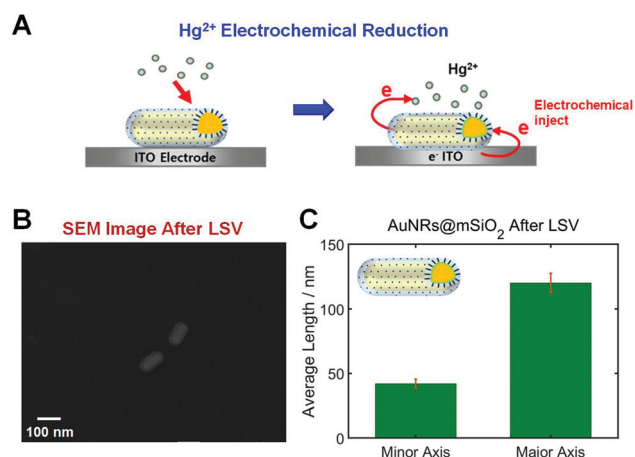 A
Hg²⁺ Electrochemical Reduction
Hg²⁺
e
e
Electrochemical
inject
ITO Electrode
e⁻ ITO
B
SEM Image After LSV
100 nm
C
AuNRs@mSiO₂ After LSV
Average Length / nm
150
100
50
0
Minor Axis
Major Axis